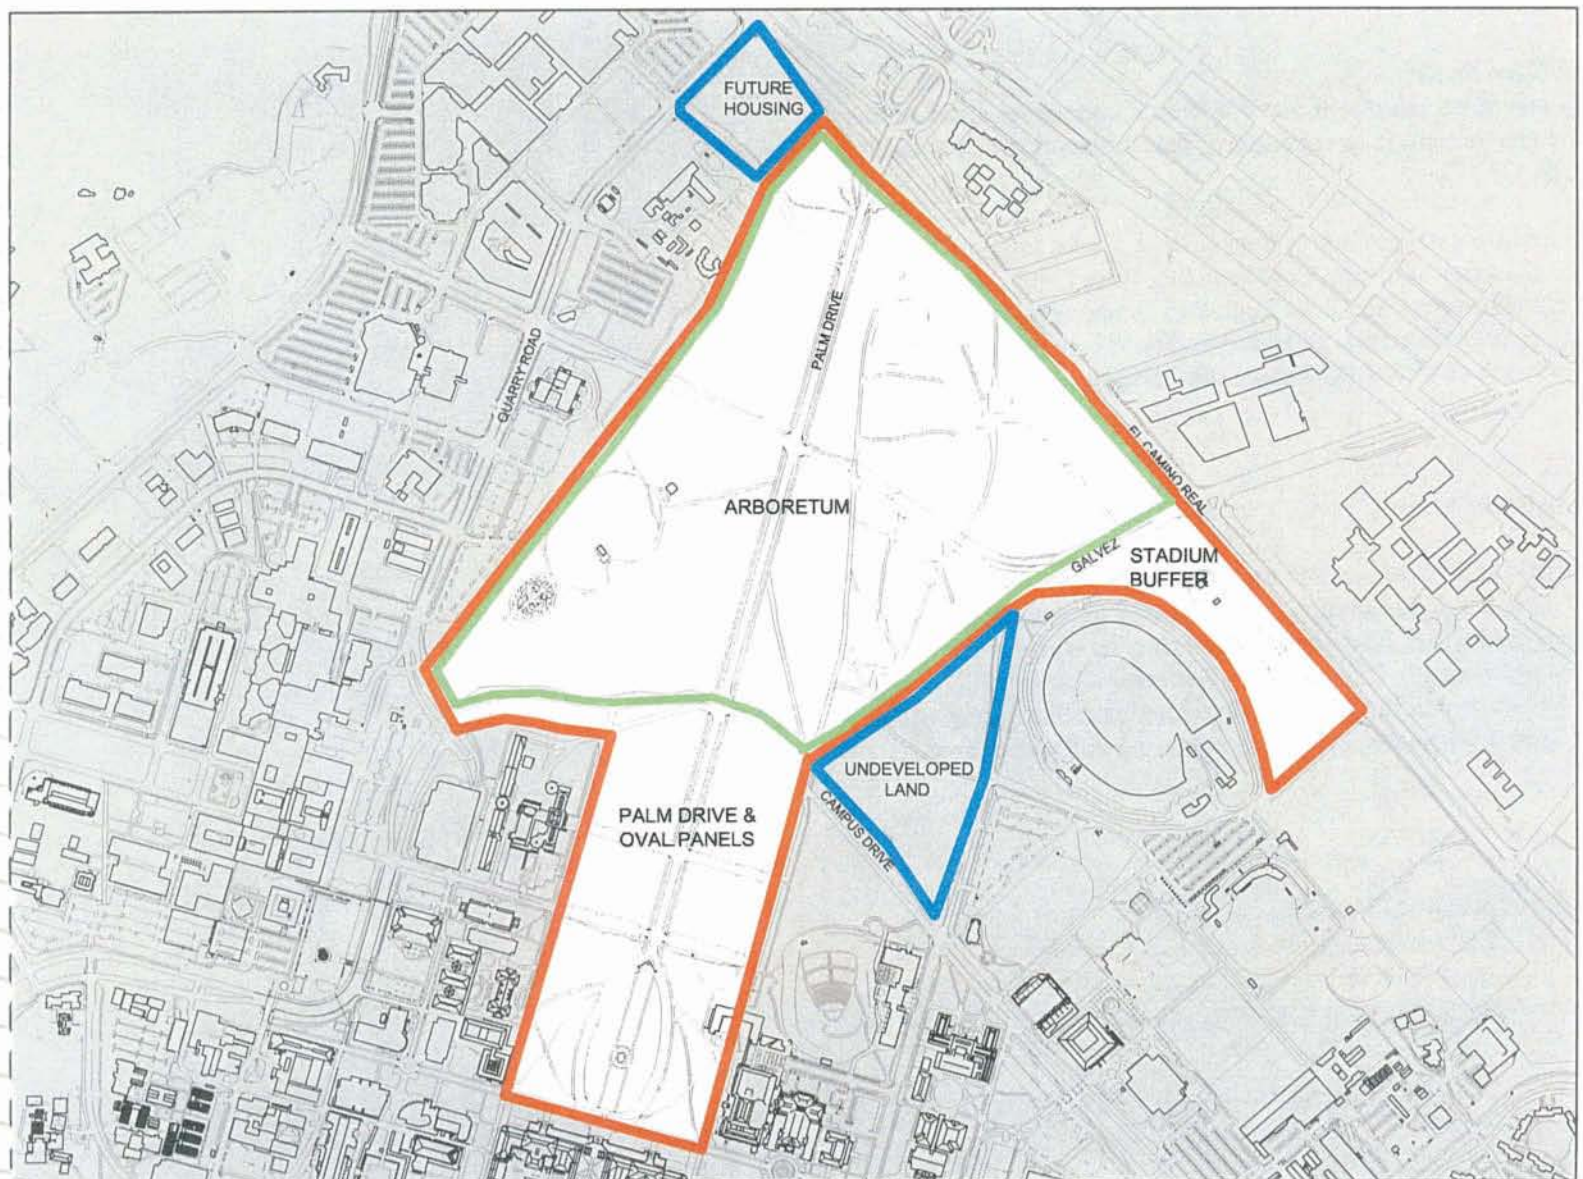 FUTURE
HOUSING
PALM DRIVE
QUARRY ROAD
EL CAMINO REAL
ARBORETUM
GALVEZ
STADIUM
BUFFER
UNDEVELOPED
LAND
PALM DRIVE &
OVAL PANELS
CAMPUS DRIVE